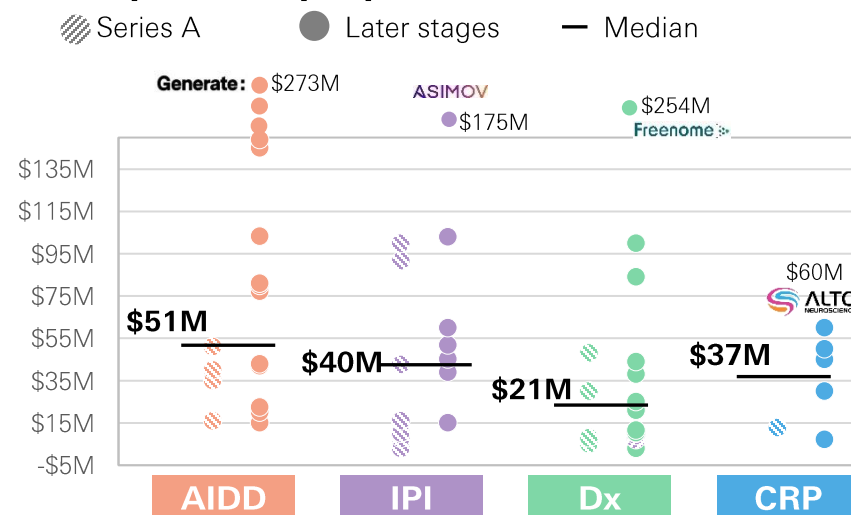 Series A
Later stages
Median
Generate: $273M
ASIMOV
$175M
$254M
Freenome
$135M
$115M
$95M
$75M
$55M
$35M
$15M
-$5M
$60M
ALTO
NEUROSCIENC
$51M
$40M
$21M
$37M
AIDD
IPI
Dx
CRP